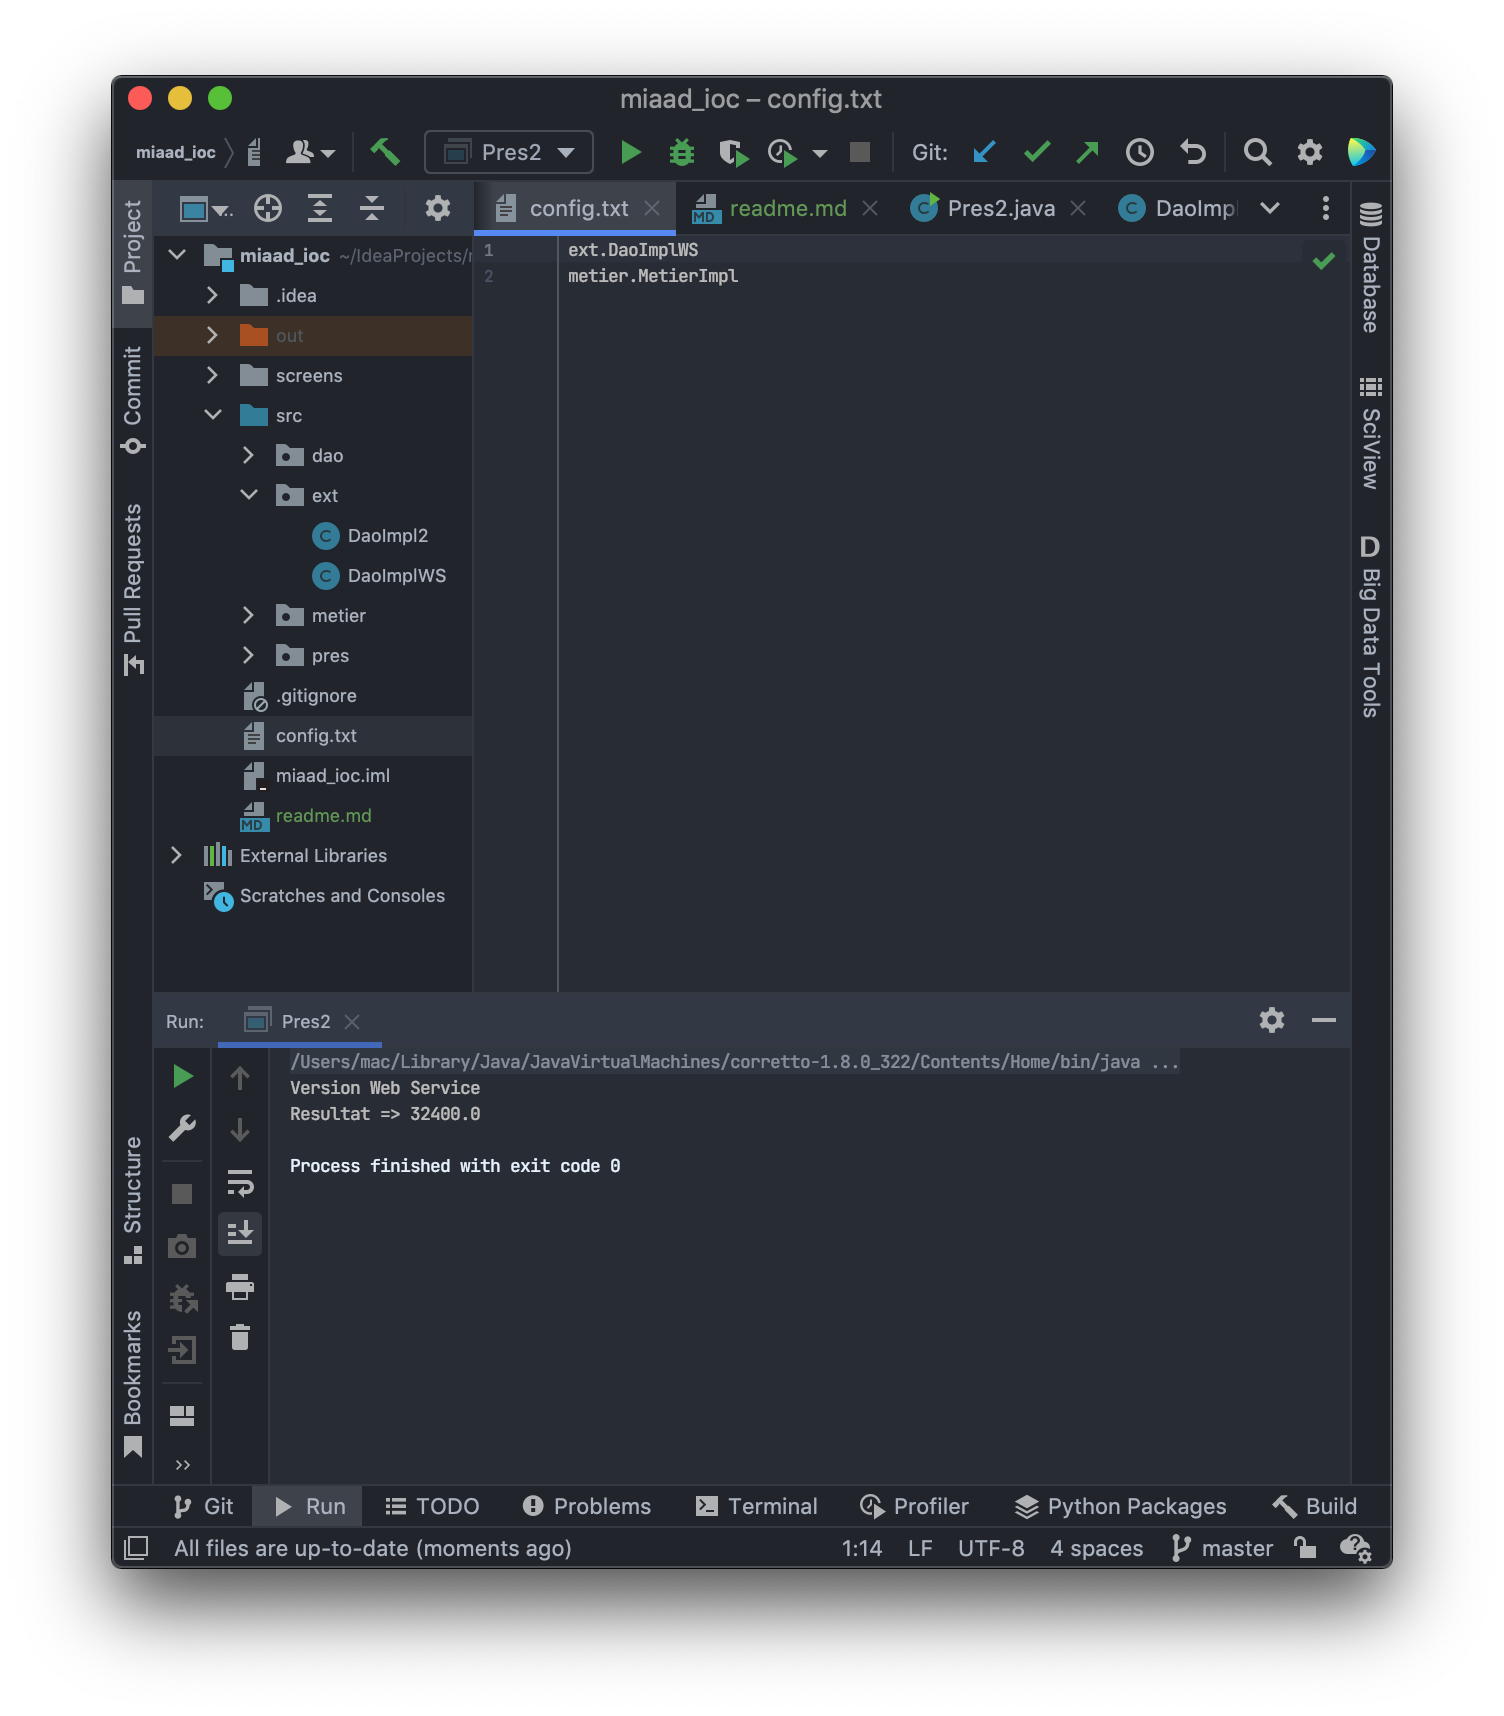 miaad_ioc – config.txt
miaad_ioc
Pres2
Git:
Project
Commit
Pull Requests
Structure
Bookmarks
config.txt
readme.md
Pres2.java
DaoImpl
miaad_ioc ~/IdeaProjects/
.idea
out
screens
src
dao
ext
C DaoImpl2
C DaoImplWS
metier
pres
.gitignore
config.txt
miaad_ioc.iml
MD readme.md
External Libraries
Scratches and Consoles
1 ext.DaoImplWS
2 metier.MetierImpl
Database
SciView
D Big Data Tools
Run: Pres2
/Users/mac/Library/Java/JavaVirtualMachines/corretto-1.8.0_322/Contents/Home/bin/java ...
Version Web Service
Resultat => 32400.0
Process finished with exit code 0
Git Run TODO Problems Terminal Profiler Python Packages Build
All files are up-to-date (moments ago) 1:14 LF UTF-8 4 spaces master